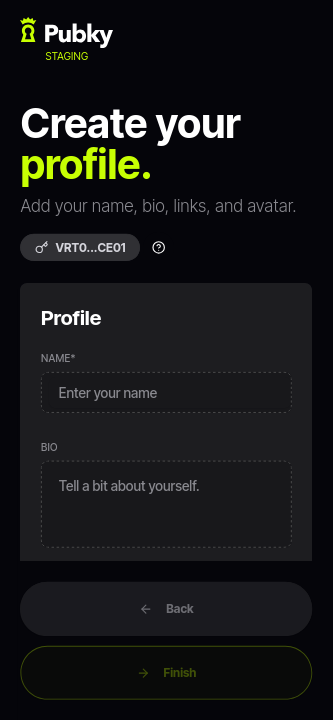 Pubky
STAGING
Create your
profile.
Add your name, bio, links, and avatar.
VRT0...CE01
Profile
NAME*
Enter your name
BIO
Tell a bit about yourself.
Back
Finish